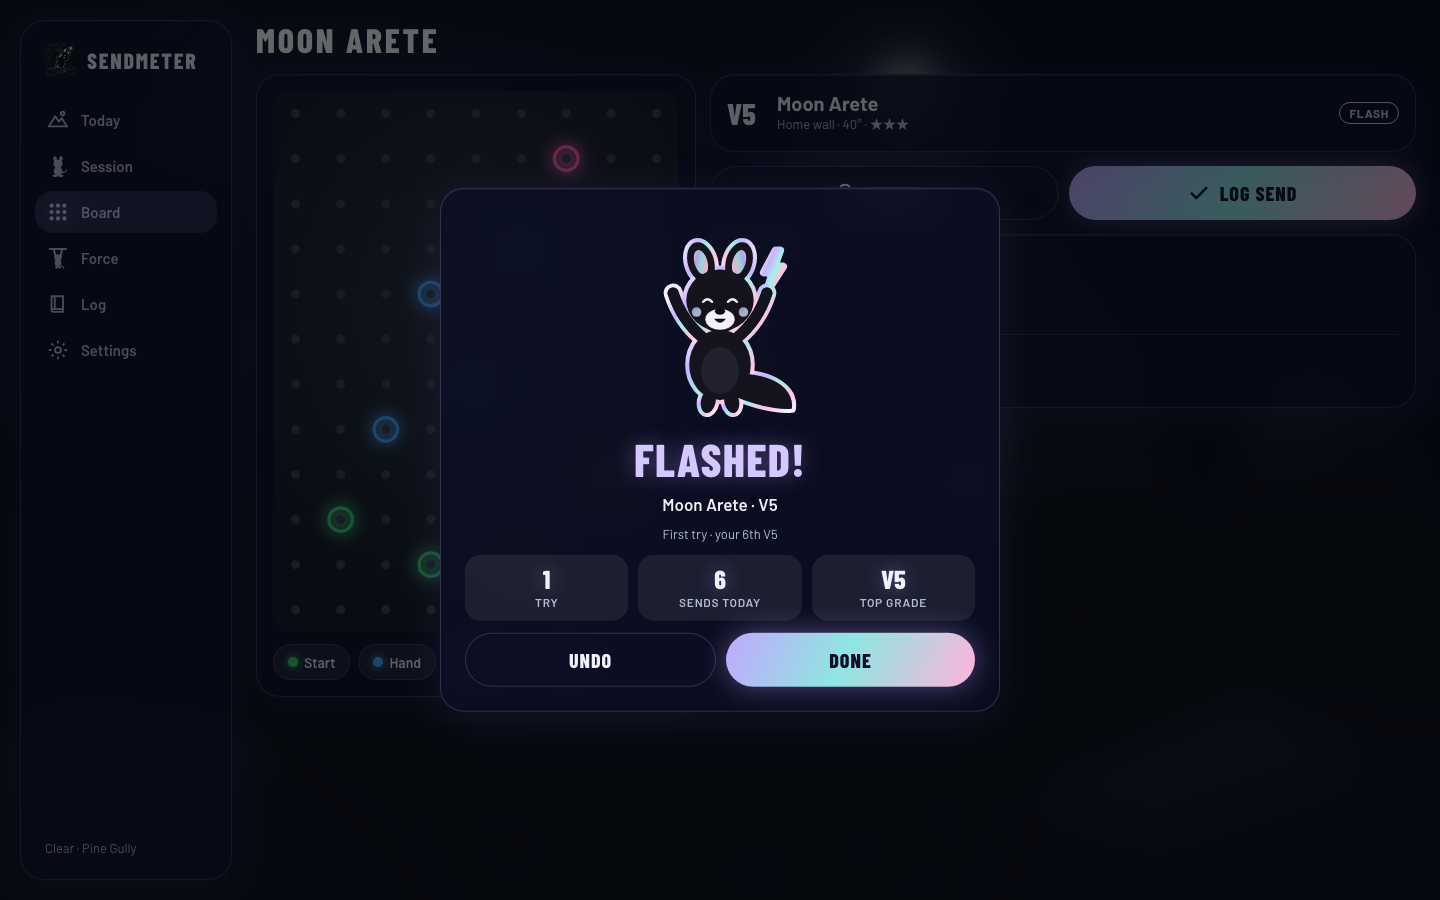 SENDMETER
Today
Session
Board
Force
Log
Settings
Clear · Pine Gully
MOON ARETE
Start
Hand
V5
Moon Arete
Home wall · 40° · ★★★
FLASH
LOG SEND
FLASHED!
Moon Arete · V5
First try · your 6th V5
1
TRY
6
SENDS TODAY
V5
TOP GRADE
UNDO
DONE